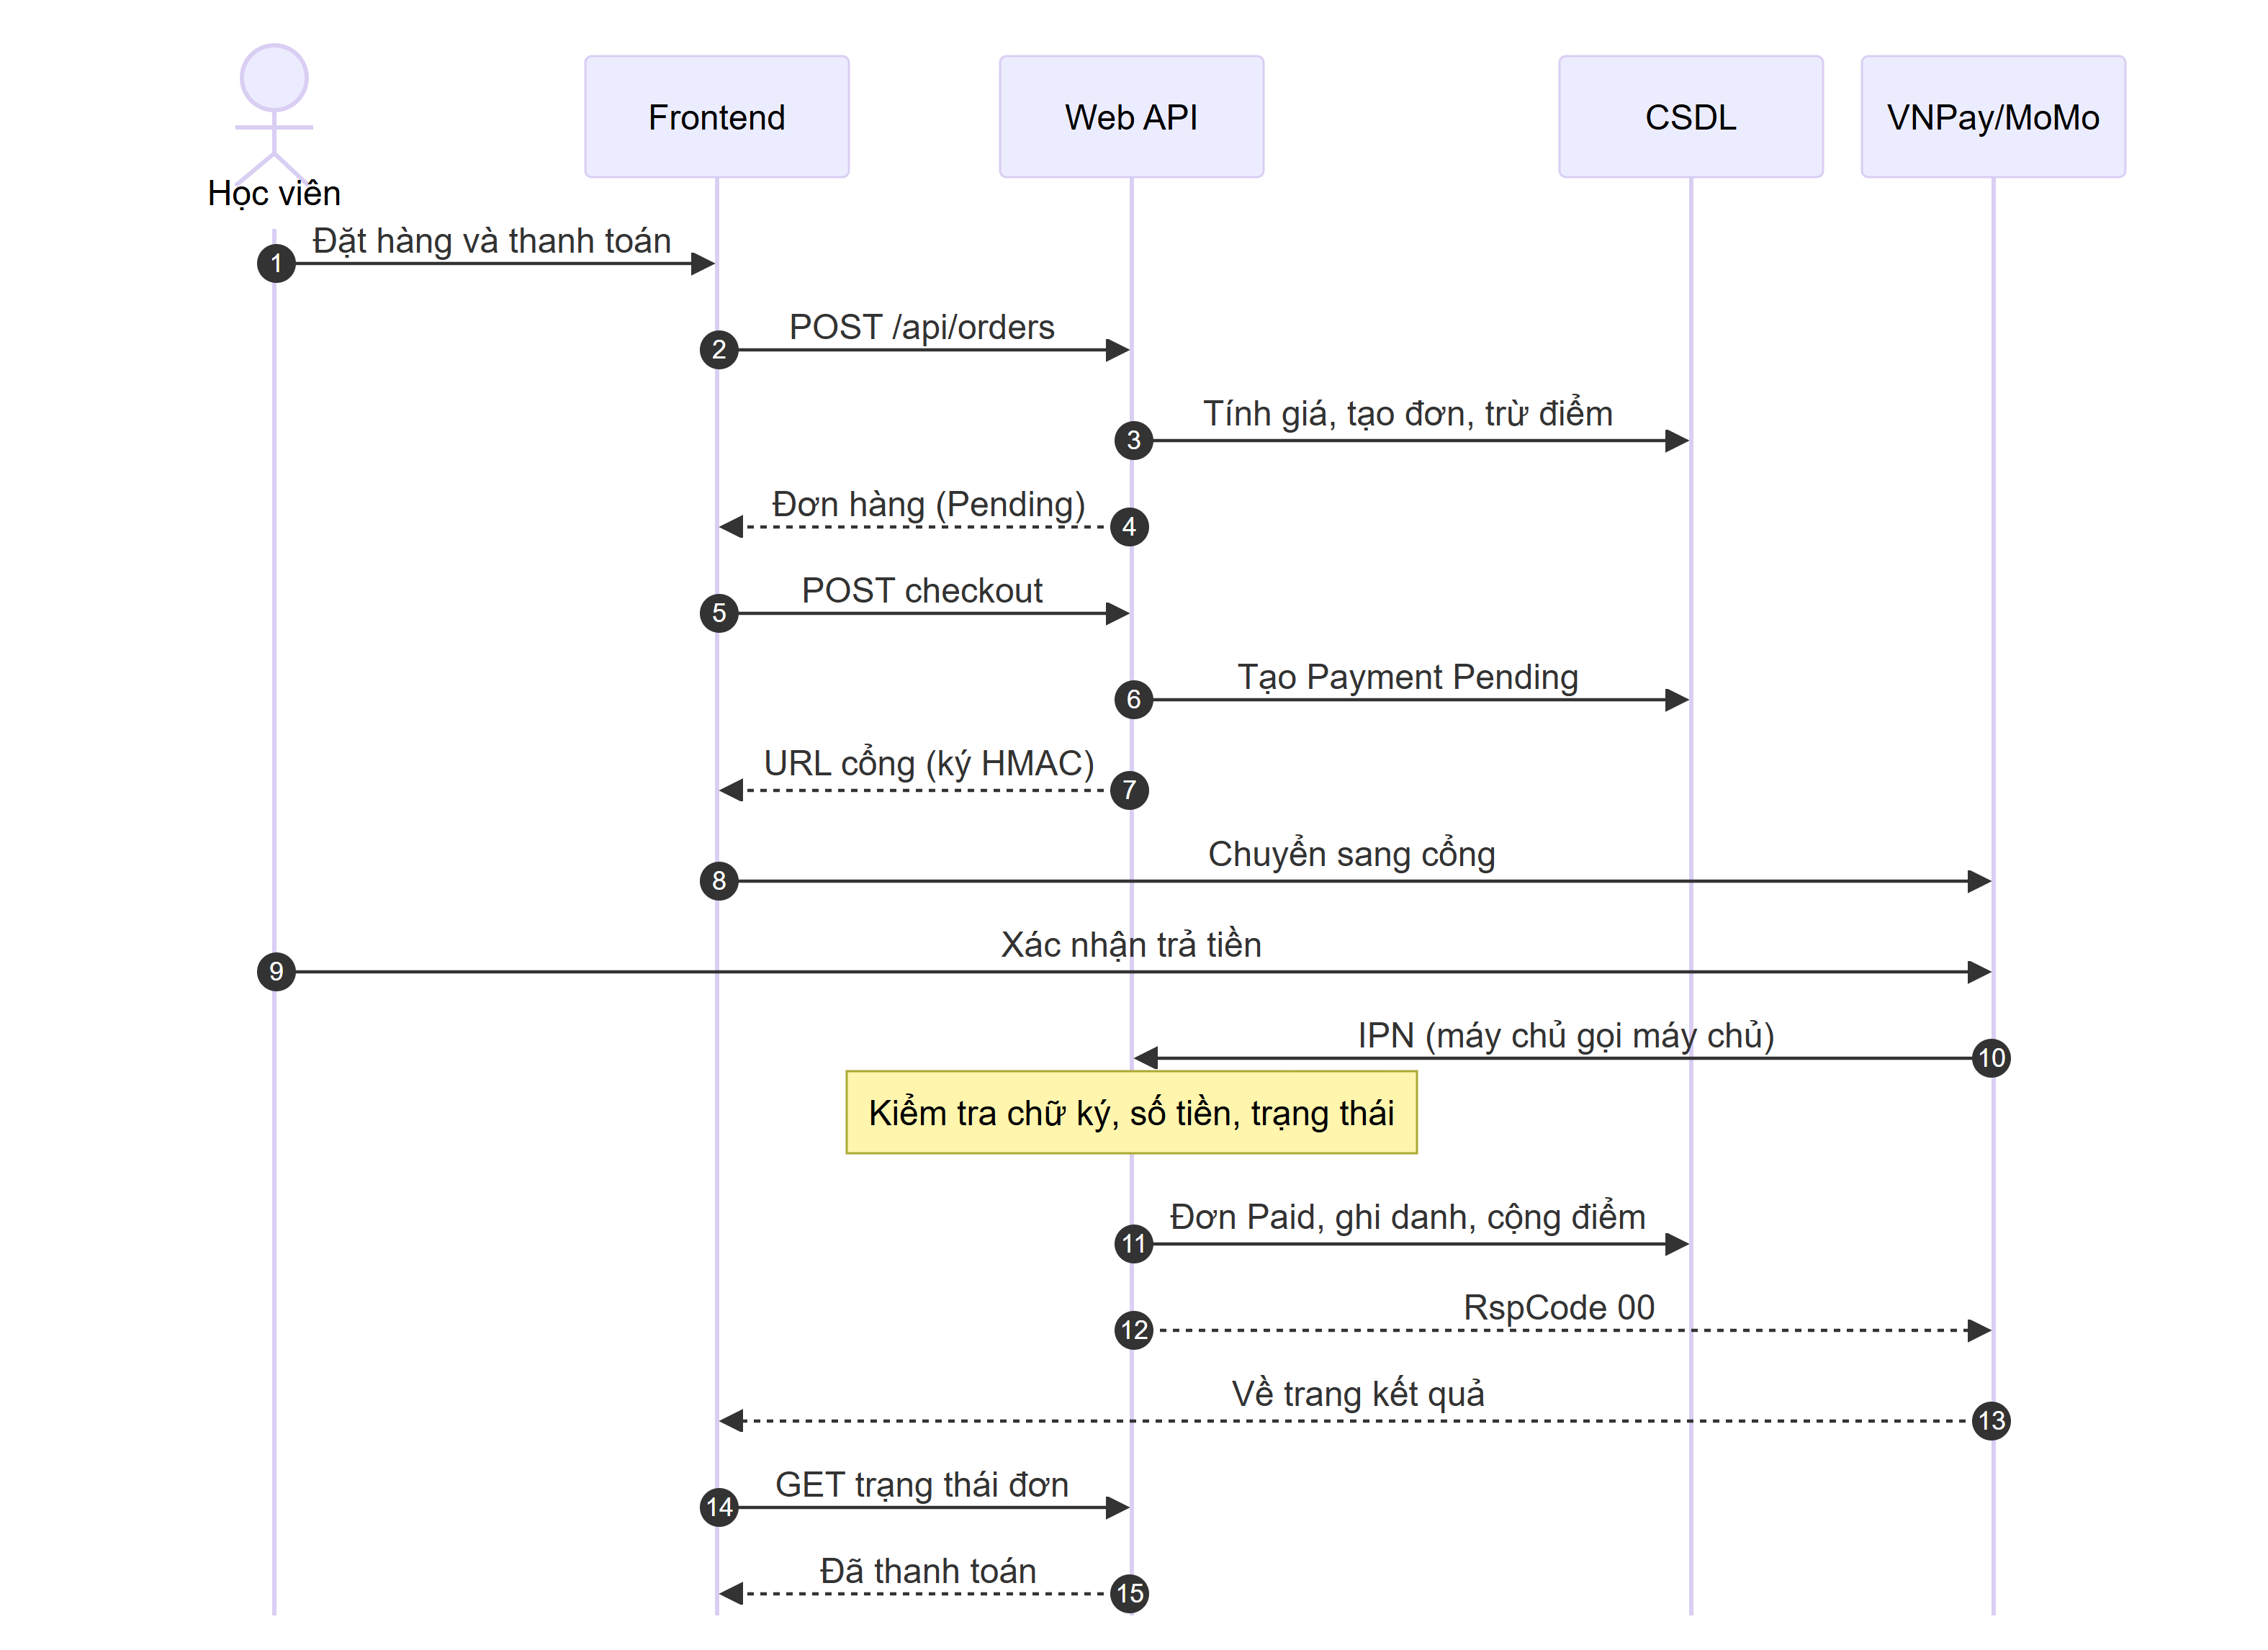 Học viên
Frontend
Web API
CSDL
VNPay/MoMo
Đặt hàng và thanh toán
1
POST /api/orders
2
Tính giá, tạo đơn, trừ điểm
3
Đơn hàng (Pending)
4
POST checkout
5
Tạo Payment Pending
6
URL cổng (ký HMAC)
7
Chuyển sang cổng
8
Xác nhận trả tiền
9
IPN (máy chủ gọi máy chủ)
10
Kiểm tra chữ ký, số tiền, trạng thái
Đơn Paid, ghi danh, cộng điểm
11
RspCode 00
12
Về trang kết quả
13
GET trạng thái đơn
14
Đã thanh toán
15